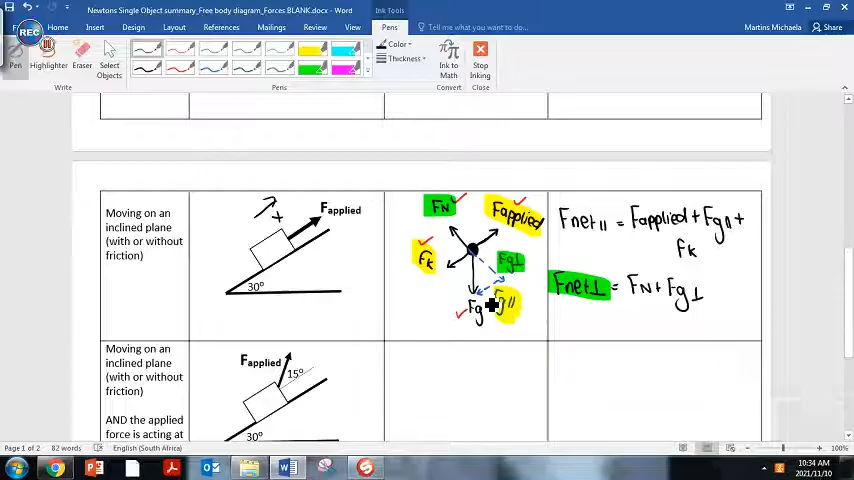 Newtons Single Object summary_Free body diagram_Forces BLANK.docx - Word
Ink Tools
Martins Michaela
Share
REC
Home
Insert
Draw
Design
Layout
References
Mailings
Review
View
Pens
Tell me what you want to do...
Pen
Highlighter
Eraser
Select
Objects
Color
Thickness
Ink to
Math
Stop
Inking
Write
Pens
Convert
Close
Moving on an
inclined plane
(with or without
friction)
+
Fapplied
30°
FN
Fapplied
Fk
Fg⊥
Fg
Fg||
Fnet|| = Fapplied + Fg|| +
fk
Fnet⊥ = FN + Fg⊥
Moving on an
inclined plane
(with or without
friction)
AND the applied
force is acting at
Fapplied
15°
30°
Page 1 of 2
82 words
English (South Africa)
100%
10:34 AM
2021/11/10